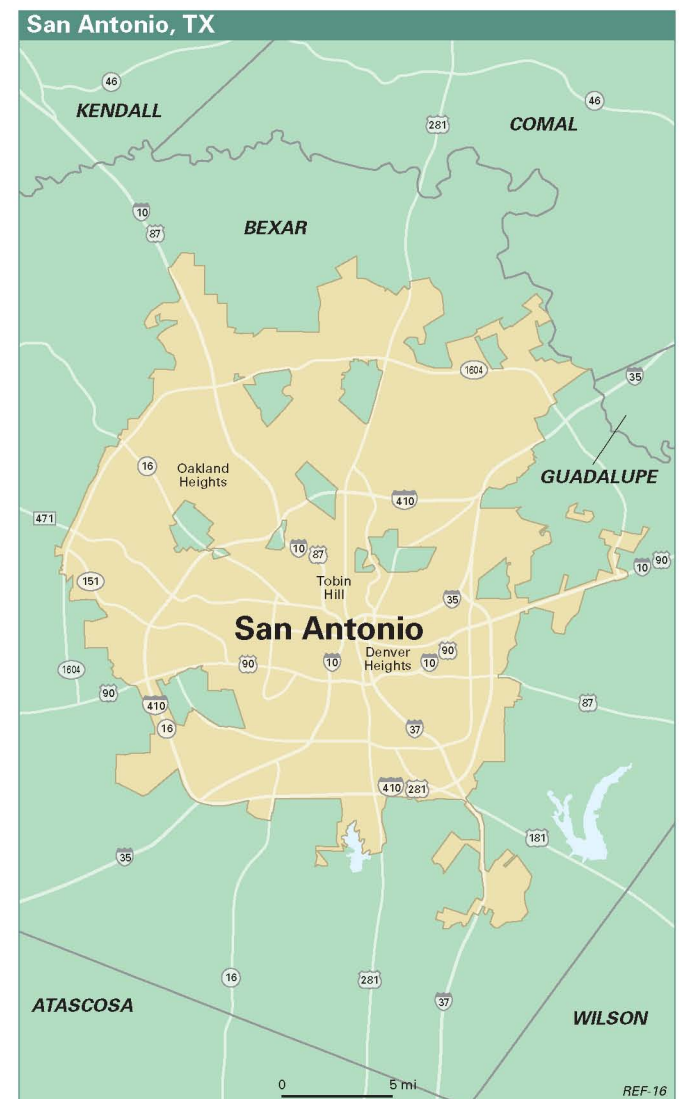 San Antonio, TX
46
KENDALL
46
281
COMAL
10
87
BEXAR
1604
35
16
Oakland
Heights
GUADALUPE
410
471
10
87
10
90
151
Tobin
Hill
35
San Antonio
90
10
Denver
Heights
10
90
1604
90
410
16
87
37
410
281
181
35
16
281
37
ATASCOSA
WILSON
0
5 mi
REF-16